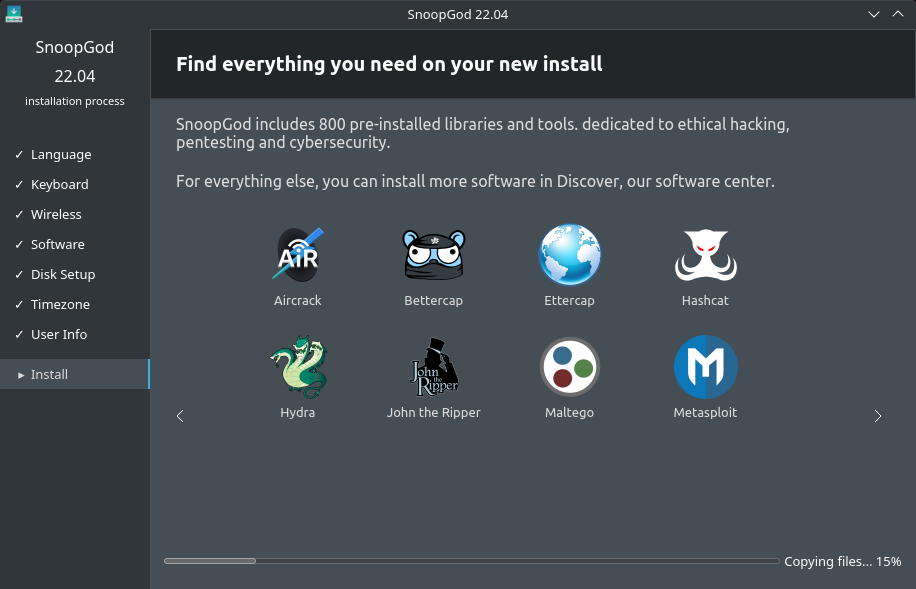 SnoopGod 22.04
SnoopGod
22.04
installation process
✓ Language
✓ Keyboard
✓ Wireless
✓ Software
✓ Disk Setup
✓ Timezone
✓ User Info
▸ Install
Find everything you need on your new install
SnoopGod includes 800 pre-installed libraries and tools. dedicated to ethical hacking,
pentesting and cybersecurity.
For everything else, you can install more software in Discover, our software center.
AiR
Aircrack
Bettercap
Ettercap
Hashcat
Hydra
John
the
Ripper
John the Ripper
Maltego
M
Metasploit
Copying files... 15%